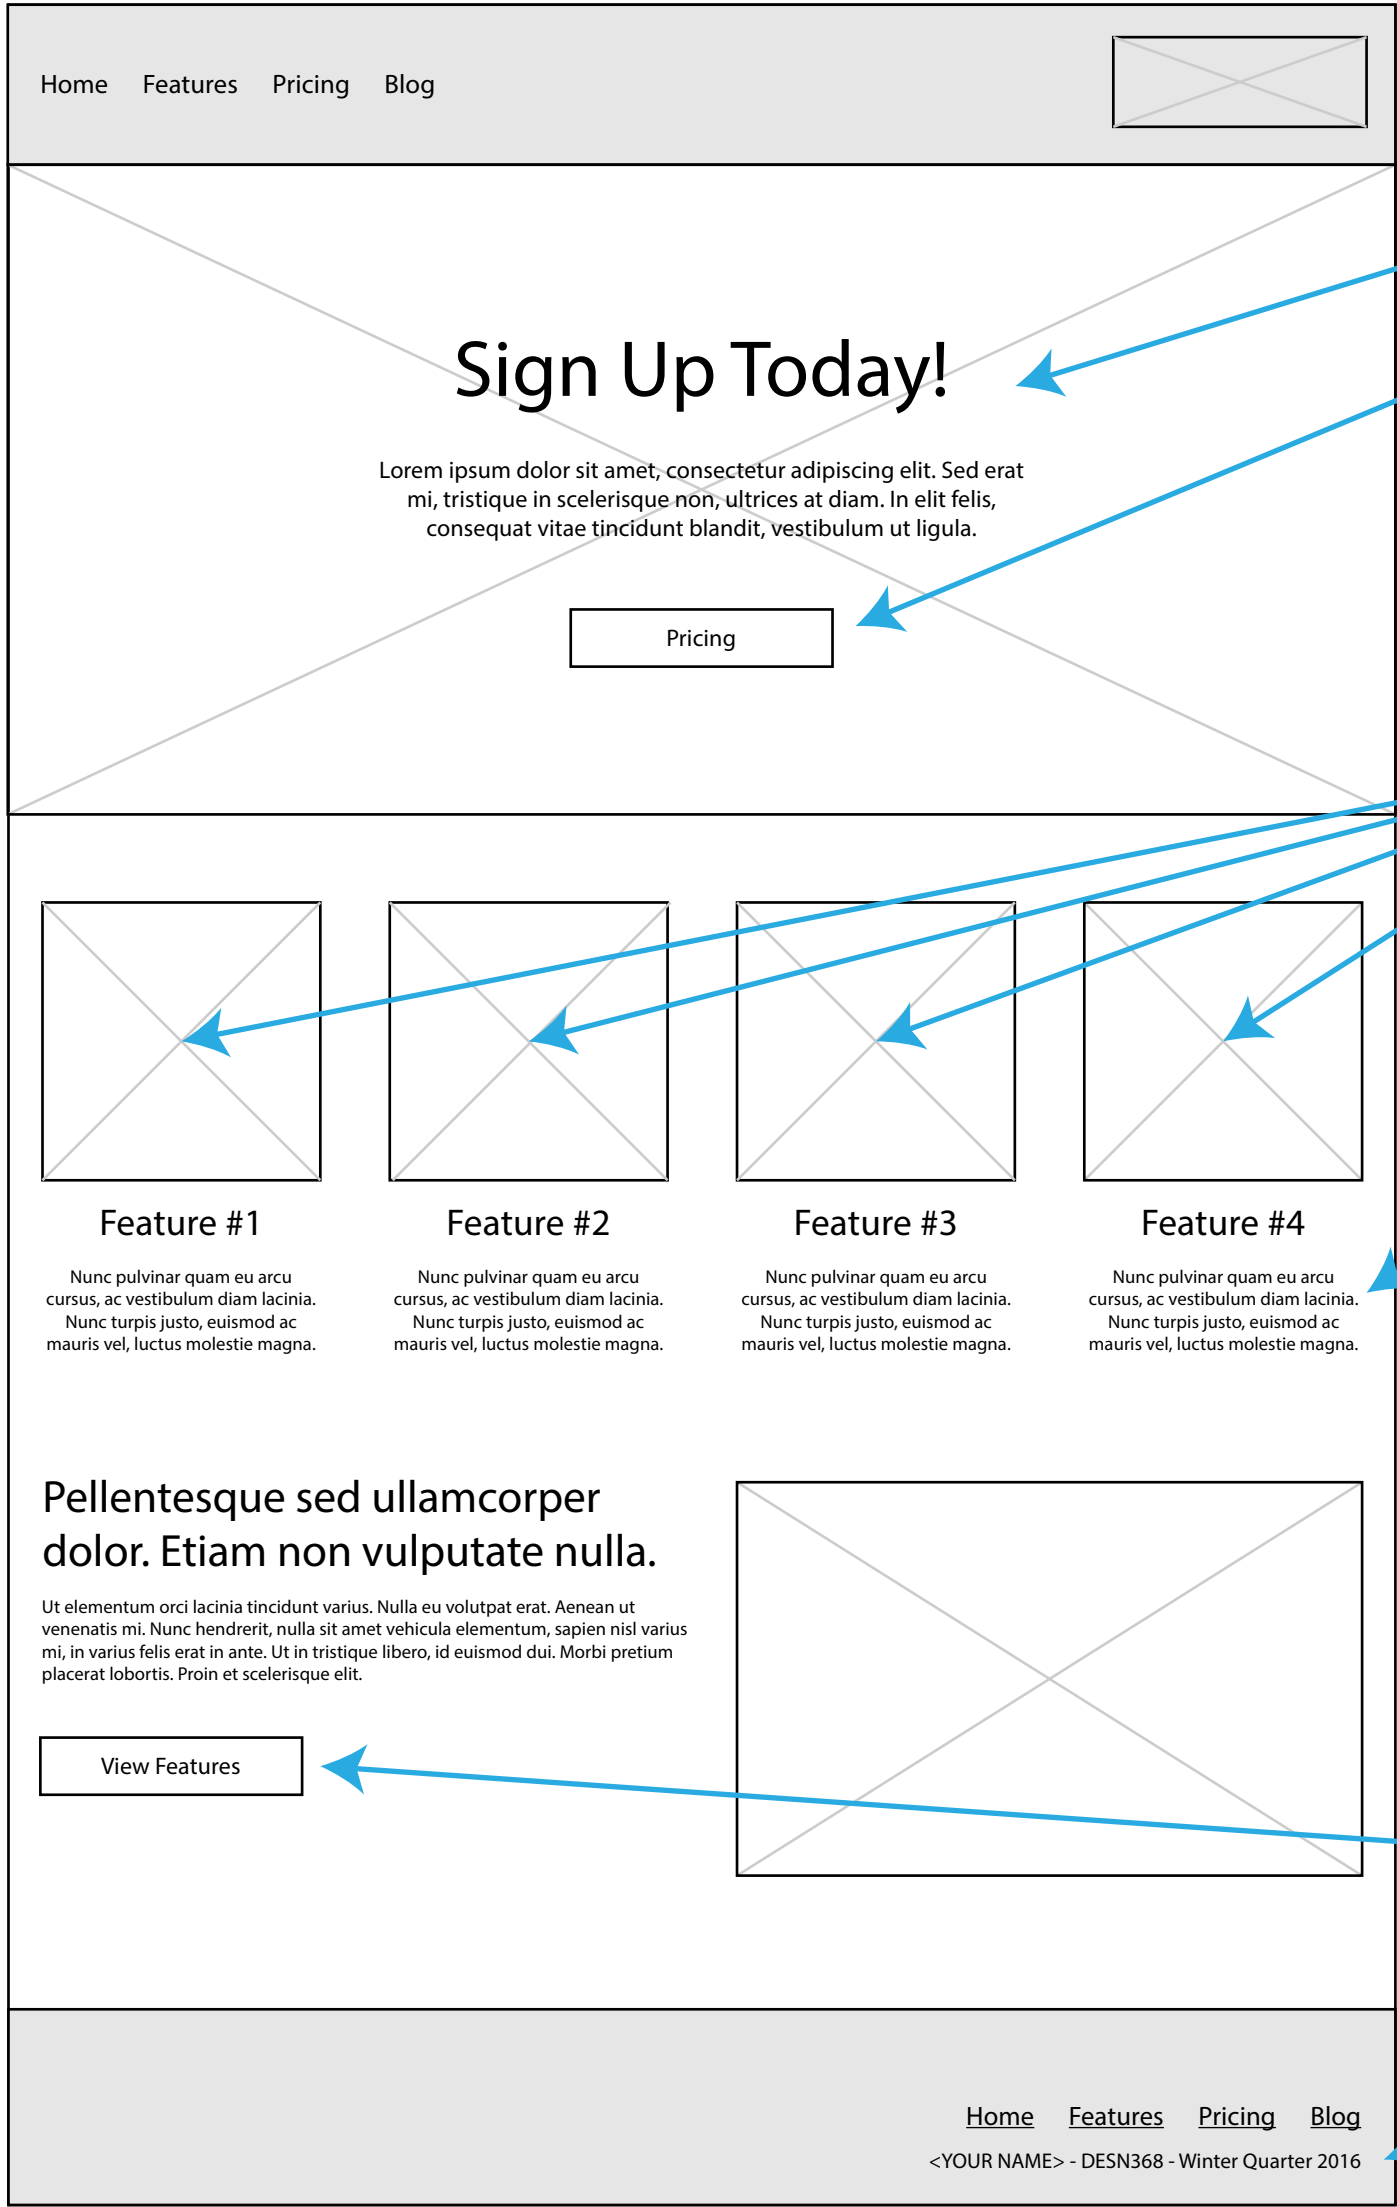 Home Features Pricing Blog
Sign Up Today!
Lorem ipsum dolor sit amet, consectetur adipiscing elit. Sed erat
mi, tristique in scelerisque non, ultrices at diam. In elit felis,
consequat vitae tincidunt blandit, vestibulum ut ligula.
Pricing
Feature #1
Nunc pulvinar quam eu arcu
cursus, ac vestibulum diam lacinia.
Nunc turpis justo, euismod ac
mauris vel, luctus molestie magna.
Feature #2
Nunc pulvinar quam eu arcu
cursus, ac vestibulum diam lacinia.
Nunc turpis justo, euismod ac
mauris vel, luctus molestie magna.
Feature #3
Nunc pulvinar quam eu arcu
cursus, ac vestibulum diam lacinia.
Nunc turpis justo, euismod ac
mauris vel, luctus molestie magna.
Feature #4
Nunc pulvinar quam eu arcu
cursus, ac vestibulum diam lacinia.
Nunc turpis justo, euismod ac
mauris vel, luctus molestie magna.
Pellentesque sed ullamcorper
dolor. Etiam non vulputate nulla.
Ut elementum orci lacinia tincidunt varius. Nulla eu volutpat erat. Aenean ut
venenatis mi. Nunc hendrerit, nulla sit amet vehicula elementum, sapien nisl varius
mi, in varius felis erat in ante. Ut in tristique libero, id euismod dui. Morbi pretium
placerat lobortis. Proin et scelerisque elit.
View Features
Home Features Pricing Blog
<YOUR NAME> - DESN368 - Winter Quarter 2016